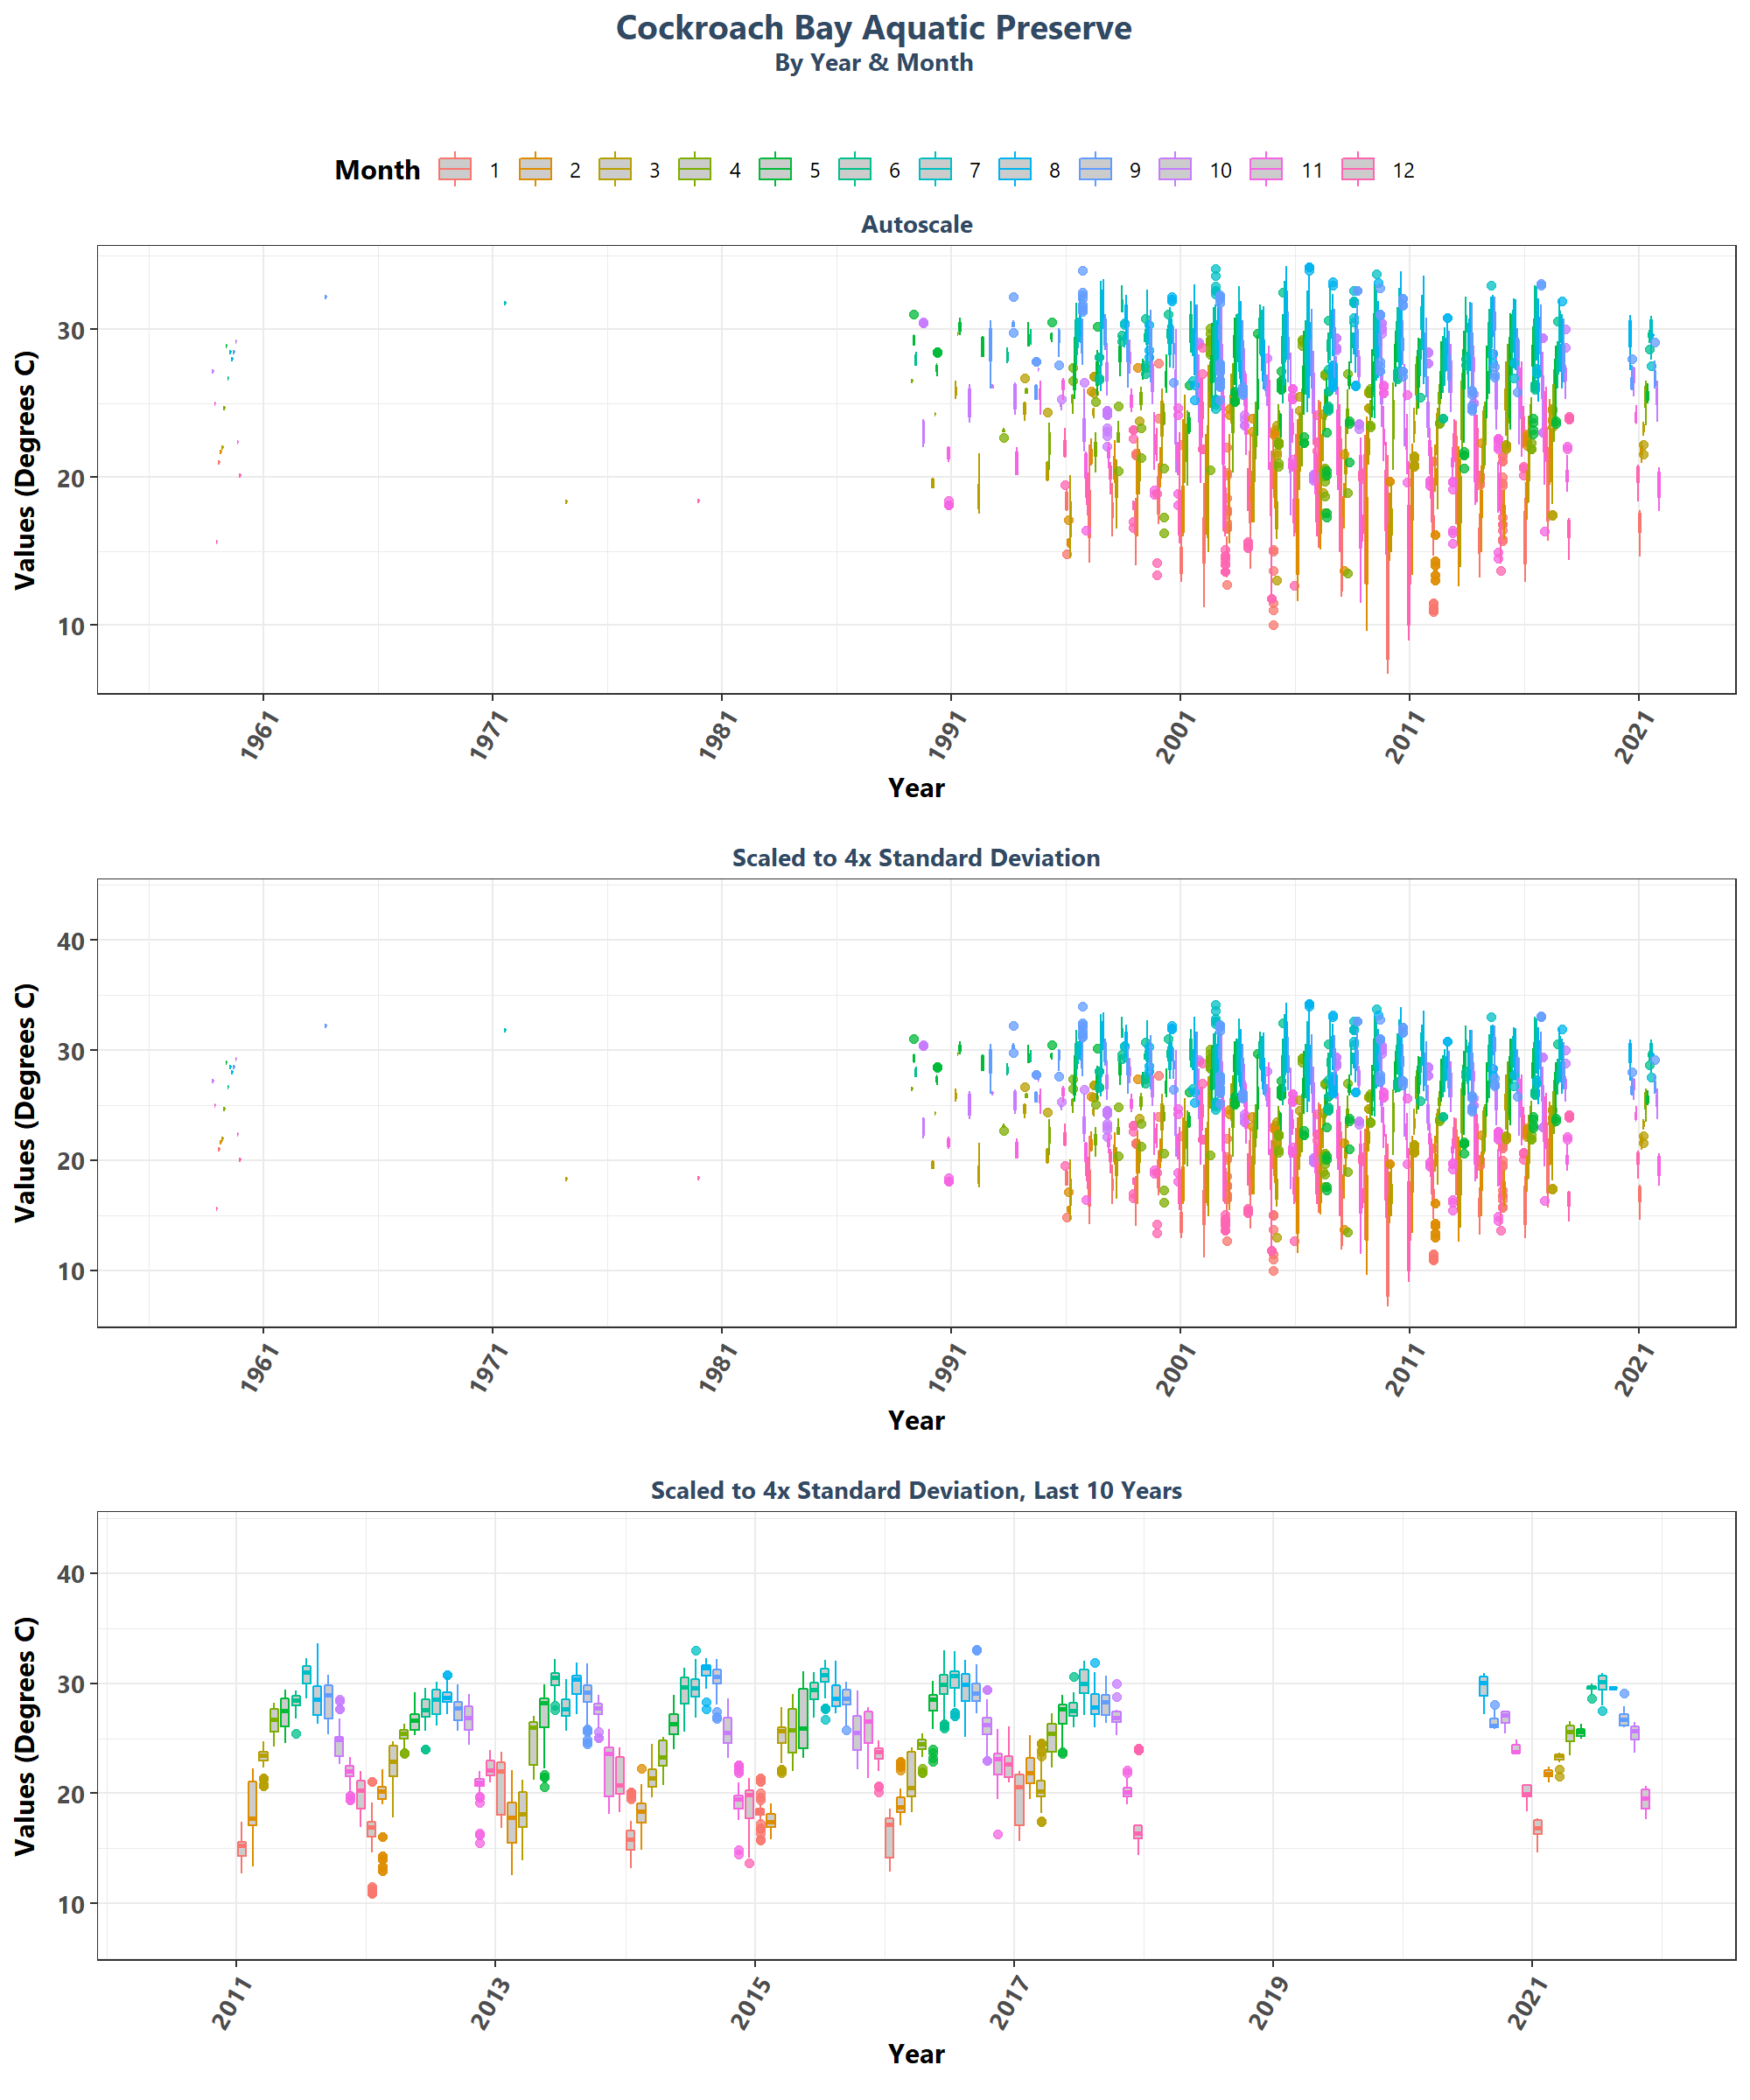 Cockroach Bay Aquatic Preserve
By Year & Month
Month 1 2 3 4 5 6 7 8 9 10 11 12
Autoscale
Values (Degrees C)
30
20
10
1961 1971 1981 1991 2001 2011 2021
Year
Scaled to 4x Standard Deviation
Values (Degrees C)
40
30
20
10
1961 1971 1981 1991 2001 2011 2021
Year
Scaled to 4x Standard Deviation, Last 10 Years
Values (Degrees C)
40
30
20
10
2011 2013 2015 2017 2019 2021
Year